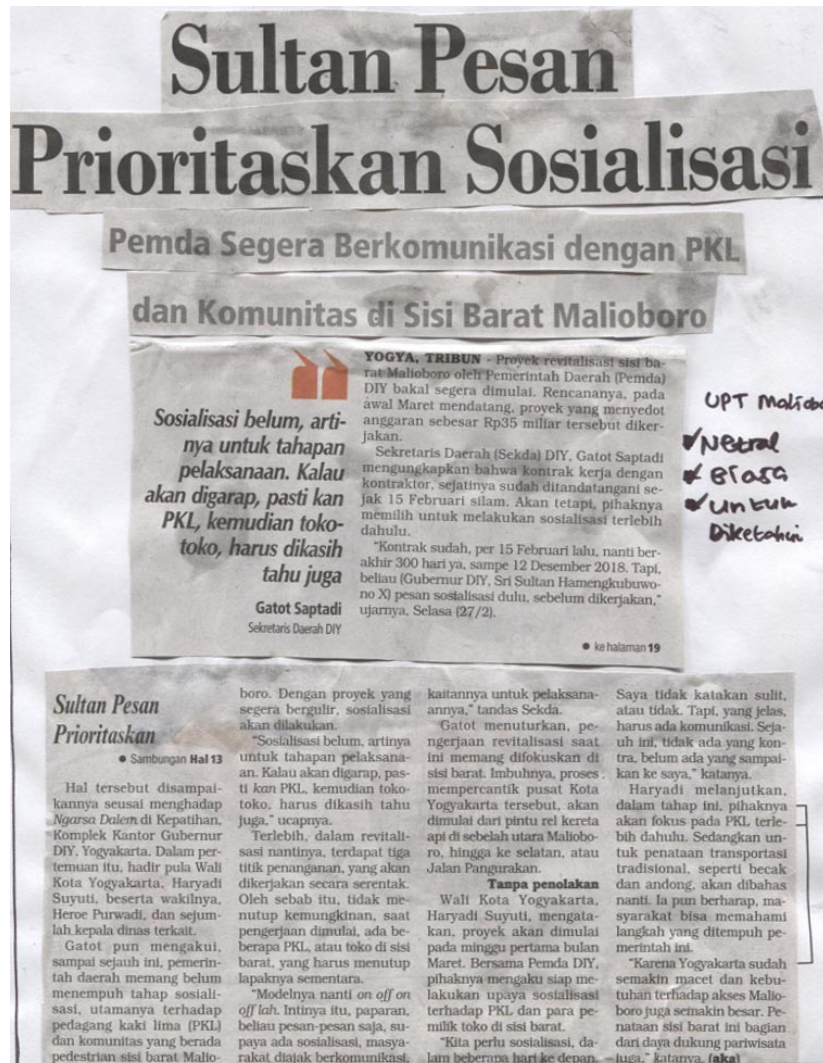 Sultan Pesan
Prioritaskan Sosialisasi
Pemda Segera Berkomunikasi dengan PKL
dan Komunitas di Sisi Barat Malioboro
Sosialisasi belum, arti-
nya untuk tahapan
pelaksanaan. Kalau
akan digarap, pasti kan
PKL, kemudian toko-
toko, harus dikasih
tahu juga
Gatot Saptadi
Sekretaris Daerah DIY
YOGYA, TRIBUN - Proyek revitalisasi sisi ba-
rat Malioboro oleh Pemerintah Daerah (Pemda)
DIY bakal segera dimulai. Rencananya, pada
awal Maret mendatang, proyek yang menyedot
anggaran sebesar Rp35 miliar tersebut diker-
jakan.
Sekretaris Daerah (Sekda) DIY, Gatot Saptadi
mengungkapkan bahwa kontrak kerja dengan
kontraktor, sejatinya sudah ditandatangani se-
jak 15 Februari silam. Akan tetapi, pihaknya
memilih untuk melakukan sosialisasi terlebih
dahulu.
"Kontrak sudah, per 15 Februari lalu, nanti ber-
akhir 300 hari ya, sampe 12 Desember 2018. Tapi,
beliau (Gubernur DIY, Sri Sultan Hamengkubuwo-
no X) pesan sosialisasi dulu, sebelum dikerjakan,"
ujarnya, Selasa (27/2).
● ke halaman 19
UPT Maliobo
✓ Netral
✓ Biasa
✓ Untuk
Diketahui
Sultan Pesan
Prioritaskan
● Sambungan Hal 13
Hal tersebut disampai-
kannya seusai menghadap
Ngarsa Dalem di Kepatihan,
Komplek Kantor Gubernur
DIY, Yogyakarta. Dalam per-
temuan itu, hadir pula Wali
Kota Yogyakarta, Haryadi
Suyuti, beserta wakilnya,
Heroe Purwadi, dan sejum-
lah kepala dinas terkait.
Gatot pun mengakui,
sampai sejauh ini, pemerin-
tah daerah memang belum
menempuh tahap sosiali-
sasi, utamanya terhadap
pedagang kaki lima (PKL)
dan komunitas yang berada
pedestrian sisi barat Malio-
boro. Dengan proyek yang
segera bergulir, sosialisasi
akan dilakukan.
"Sosialisasi belum, artinya
untuk tahapan pelaksana-
an. Kalau akan digarap, pas-
ti kan PKL, kemudian toko-
toko, harus dikasih tahu
juga," ucapnya.
Terlebih, dalam revitali-
sasi nantinya, terdapat tiga
titik penanganan, yang akan
dikerjakan secara serentak.
Oleh sebab itu, tidak me-
nutup kemungkinan, saat
pengerjaan dimulai, ada be-
berapa PKL, atau toko di sisi
barat, yang harus menutup
lapaknya sementara.
"Modelnya nanti on off on
off lah. Intinya itu, paparan,
beliau pesan-pesan saja, su-
paya ada sosialisasi, masya-
rakat diajak berkomunikasi,
kaitannya untuk pelaksana-
annya," tandas Sekda.
Gatot menuturkan, pe-
ngerjaan revitalisasi saat
ini memang difokuskan di
sisi barat. Imbuhnya, proses
mempercantik pusat Kota
Yogyakarta tersebut, akan
dimulai dari pintu rel kereta
api di sebelah utara Maliobo-
ro, hingga ke selatan, atau
Jalan Pangurakan.
Tanpa penolakan
Wali Kota Yogyakarta,
Haryadi Suyuti, mengata-
kan, proyek akan dimulai
pada minggu pertama bulan
Maret. Bersama Pemda DIY,
pihaknya mengaku siap me-
lakukan upaya sosialisasi
terhadap PKL dan para pe-
milik toko di sisi barat.
"Kita perlu sosialisasi, da-
lam beberapa hari ke depan.
Saya tidak katakan sulit,
atau tidak. Tapi, yang jelas,
harus ada komunikasi. Seja-
uh ini, tidak ada yang kon-
tra, belum ada yang sampai-
kan ke saya," katanya.
Haryadi melanjutkan,
dalam tahap ini, pihaknya
akan fokus pada PKL terle-
bih dahulu. Sedangkan un-
tuk penataan transportasi
tradisional, seperti becak
dan andong, akan dibahas
nanti. Ia pun berharap, ma-
syarakat bisa memahami
langkah yang ditempuh pe-
merintah ini.
"Karena Yogyakarta sudah
semakin macet dan kebu-
tuhan terhadap akses Malio-
boro juga semakin besar. Pe-
nataan sisi barat ini bagian
dari daya dukung pariwisata
juga," katanya. (aka)